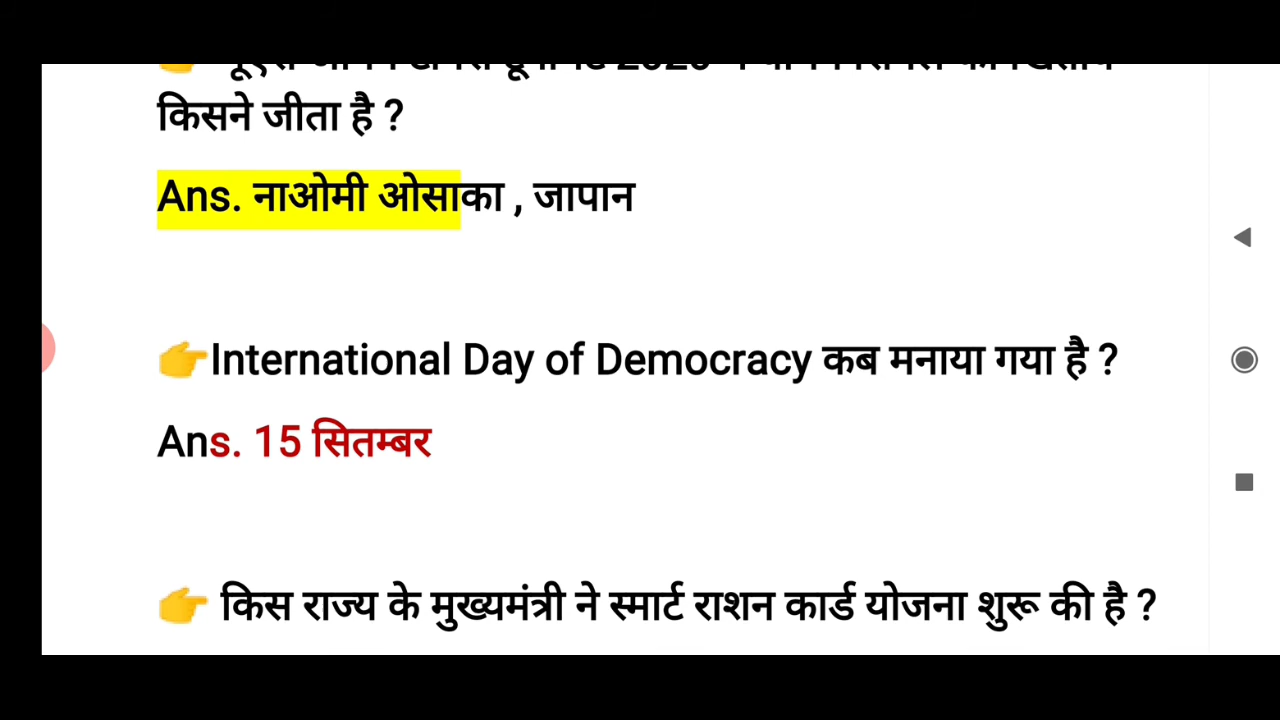 किसने जीता है ?
Ans. नाओमी ओसाका , जापान
👉International Day of Democracy कब मनाया गया है ?
Ans. 15 सितम्बर
👉 किस राज्य के मुख्यमंत्री ने स्मार्ट राशन कार्ड योजना शुरू की है ?